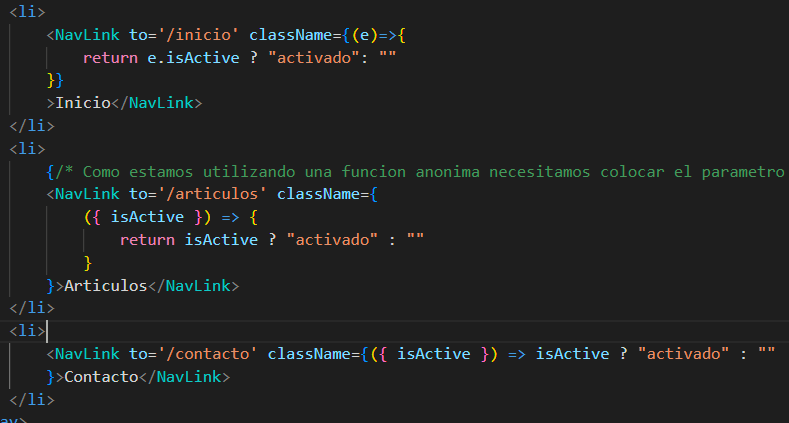 <li>
<NavLink to='/inicio' className={(e)=>{
return e.isActive ? "activado": ""
}}
>Inicio</NavLink>
</li>
<li>
{/* Como estamos utilizando una funcion anonima necesitamos colocar el parametro
<NavLink to='/articulos' className={
({ isActive }) => {
return isActive ? "activado" : ""
}
}>Articulos</NavLink>
</li>
<li>
<NavLink to='/contacto' className={({ isActive }) => isActive ? "activado" : ""
}>Contacto</NavLink>
</li>